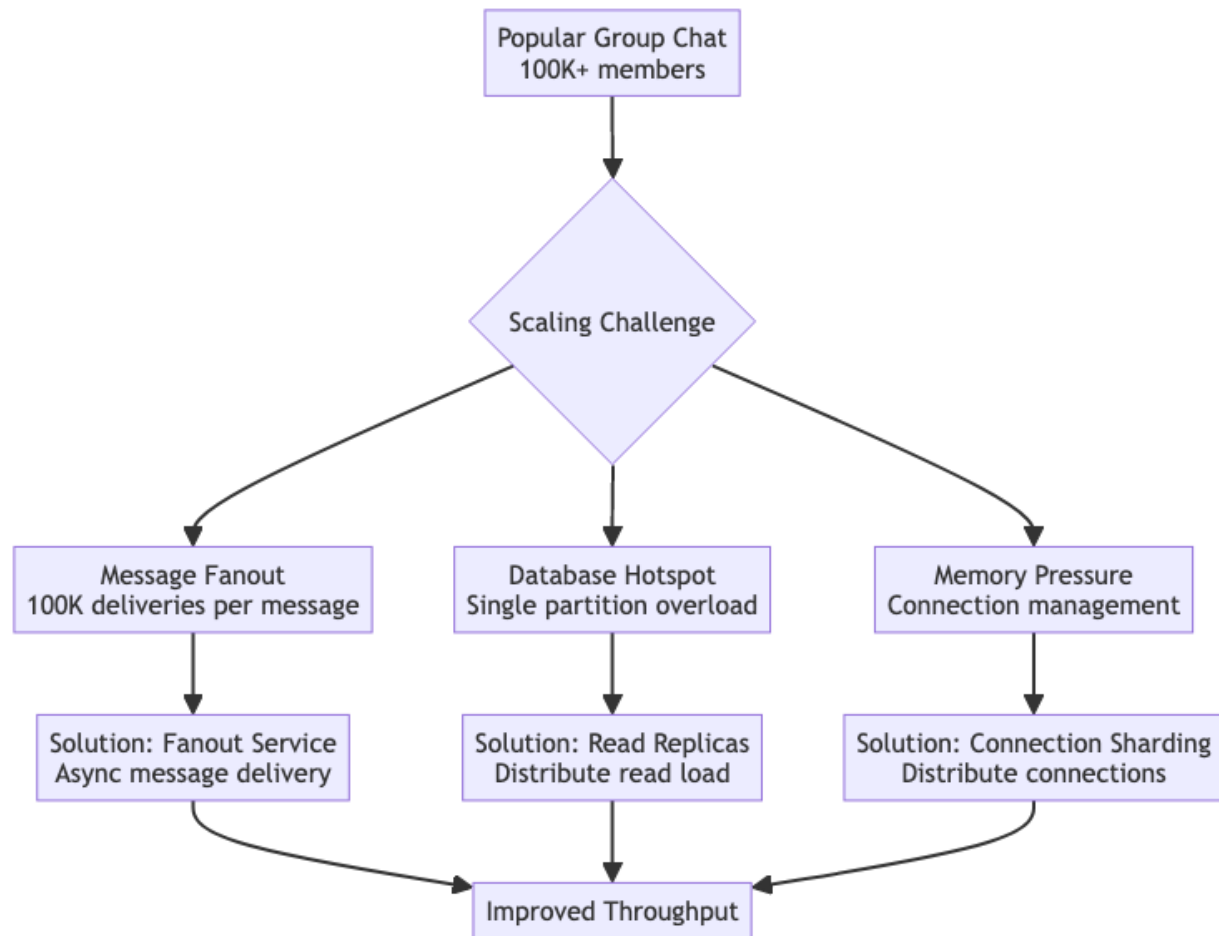 Popular Group Chat
100K+ members
Scaling Challenge
Message Fanout
100K deliveries per message
Database Hotspot
Single partition overload
Memory Pressure
Connection management
Solution: Fanout Service
Async message delivery
Solution: Read Replicas
Distribute read load
Solution: Connection Sharding
Distribute connections
Improved Throughput